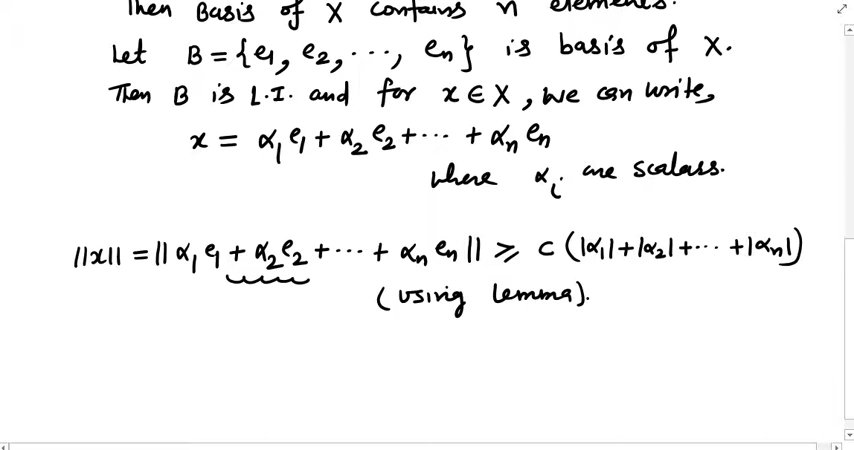 Then Basis of X contains n elements.
Let B = {e₁, e₂, ⋯, eₙ} is basis of X.
Then B is L.I. and for x ∈ X, we can write,
x = α₁e₁ + α₂e₂ + ⋯ + αₙeₙ
where αᵢ are scalars.
||x|| = ||α₁e₁ + α₂e₂ + ⋯ + αₙeₙ|| ≥ c (|α₁| + |α₂| + ⋯ + |αₙ|)
(using lemma).